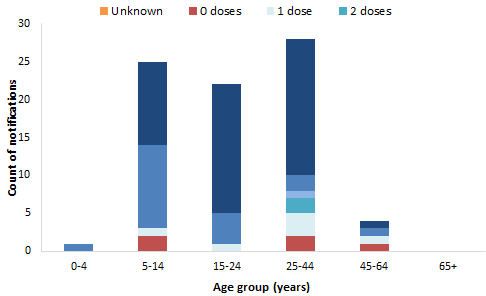 Unknown 0 doses 1 dose 2 doses
30
25
20
15
10
5
0
Count of notifications
0-4 5-14 15-24 25-44 45-64 65+
Age group (years)